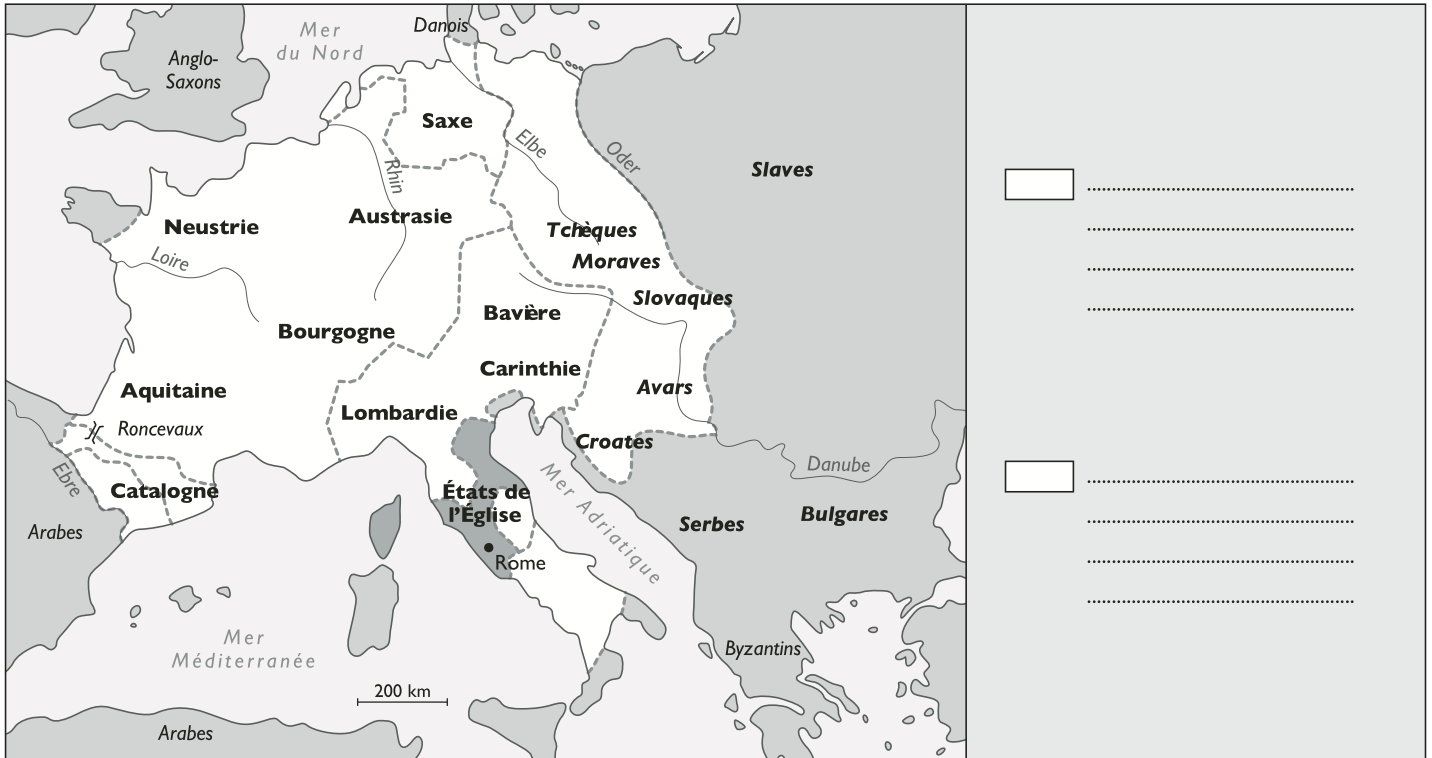 Mer
du Nord
Danois
Anglo-
Saxons
Saxe
Elbe
Oder
Rhin
Slaves
Neustrie
Austrasie
Tchèques
Moraves
Loire
Slovaques
Bavière
Bourgogne
Carinthie
Aquitaine
Avars
Lombardie
Roncevaux
Croates
Danube
Ebre
Catalogne
États de
l'Église
Mer Adriatique
Serbes
Bulgares
Arabes
Rome
Mer
Méditerranée
Byzantins
200 km
Arabes